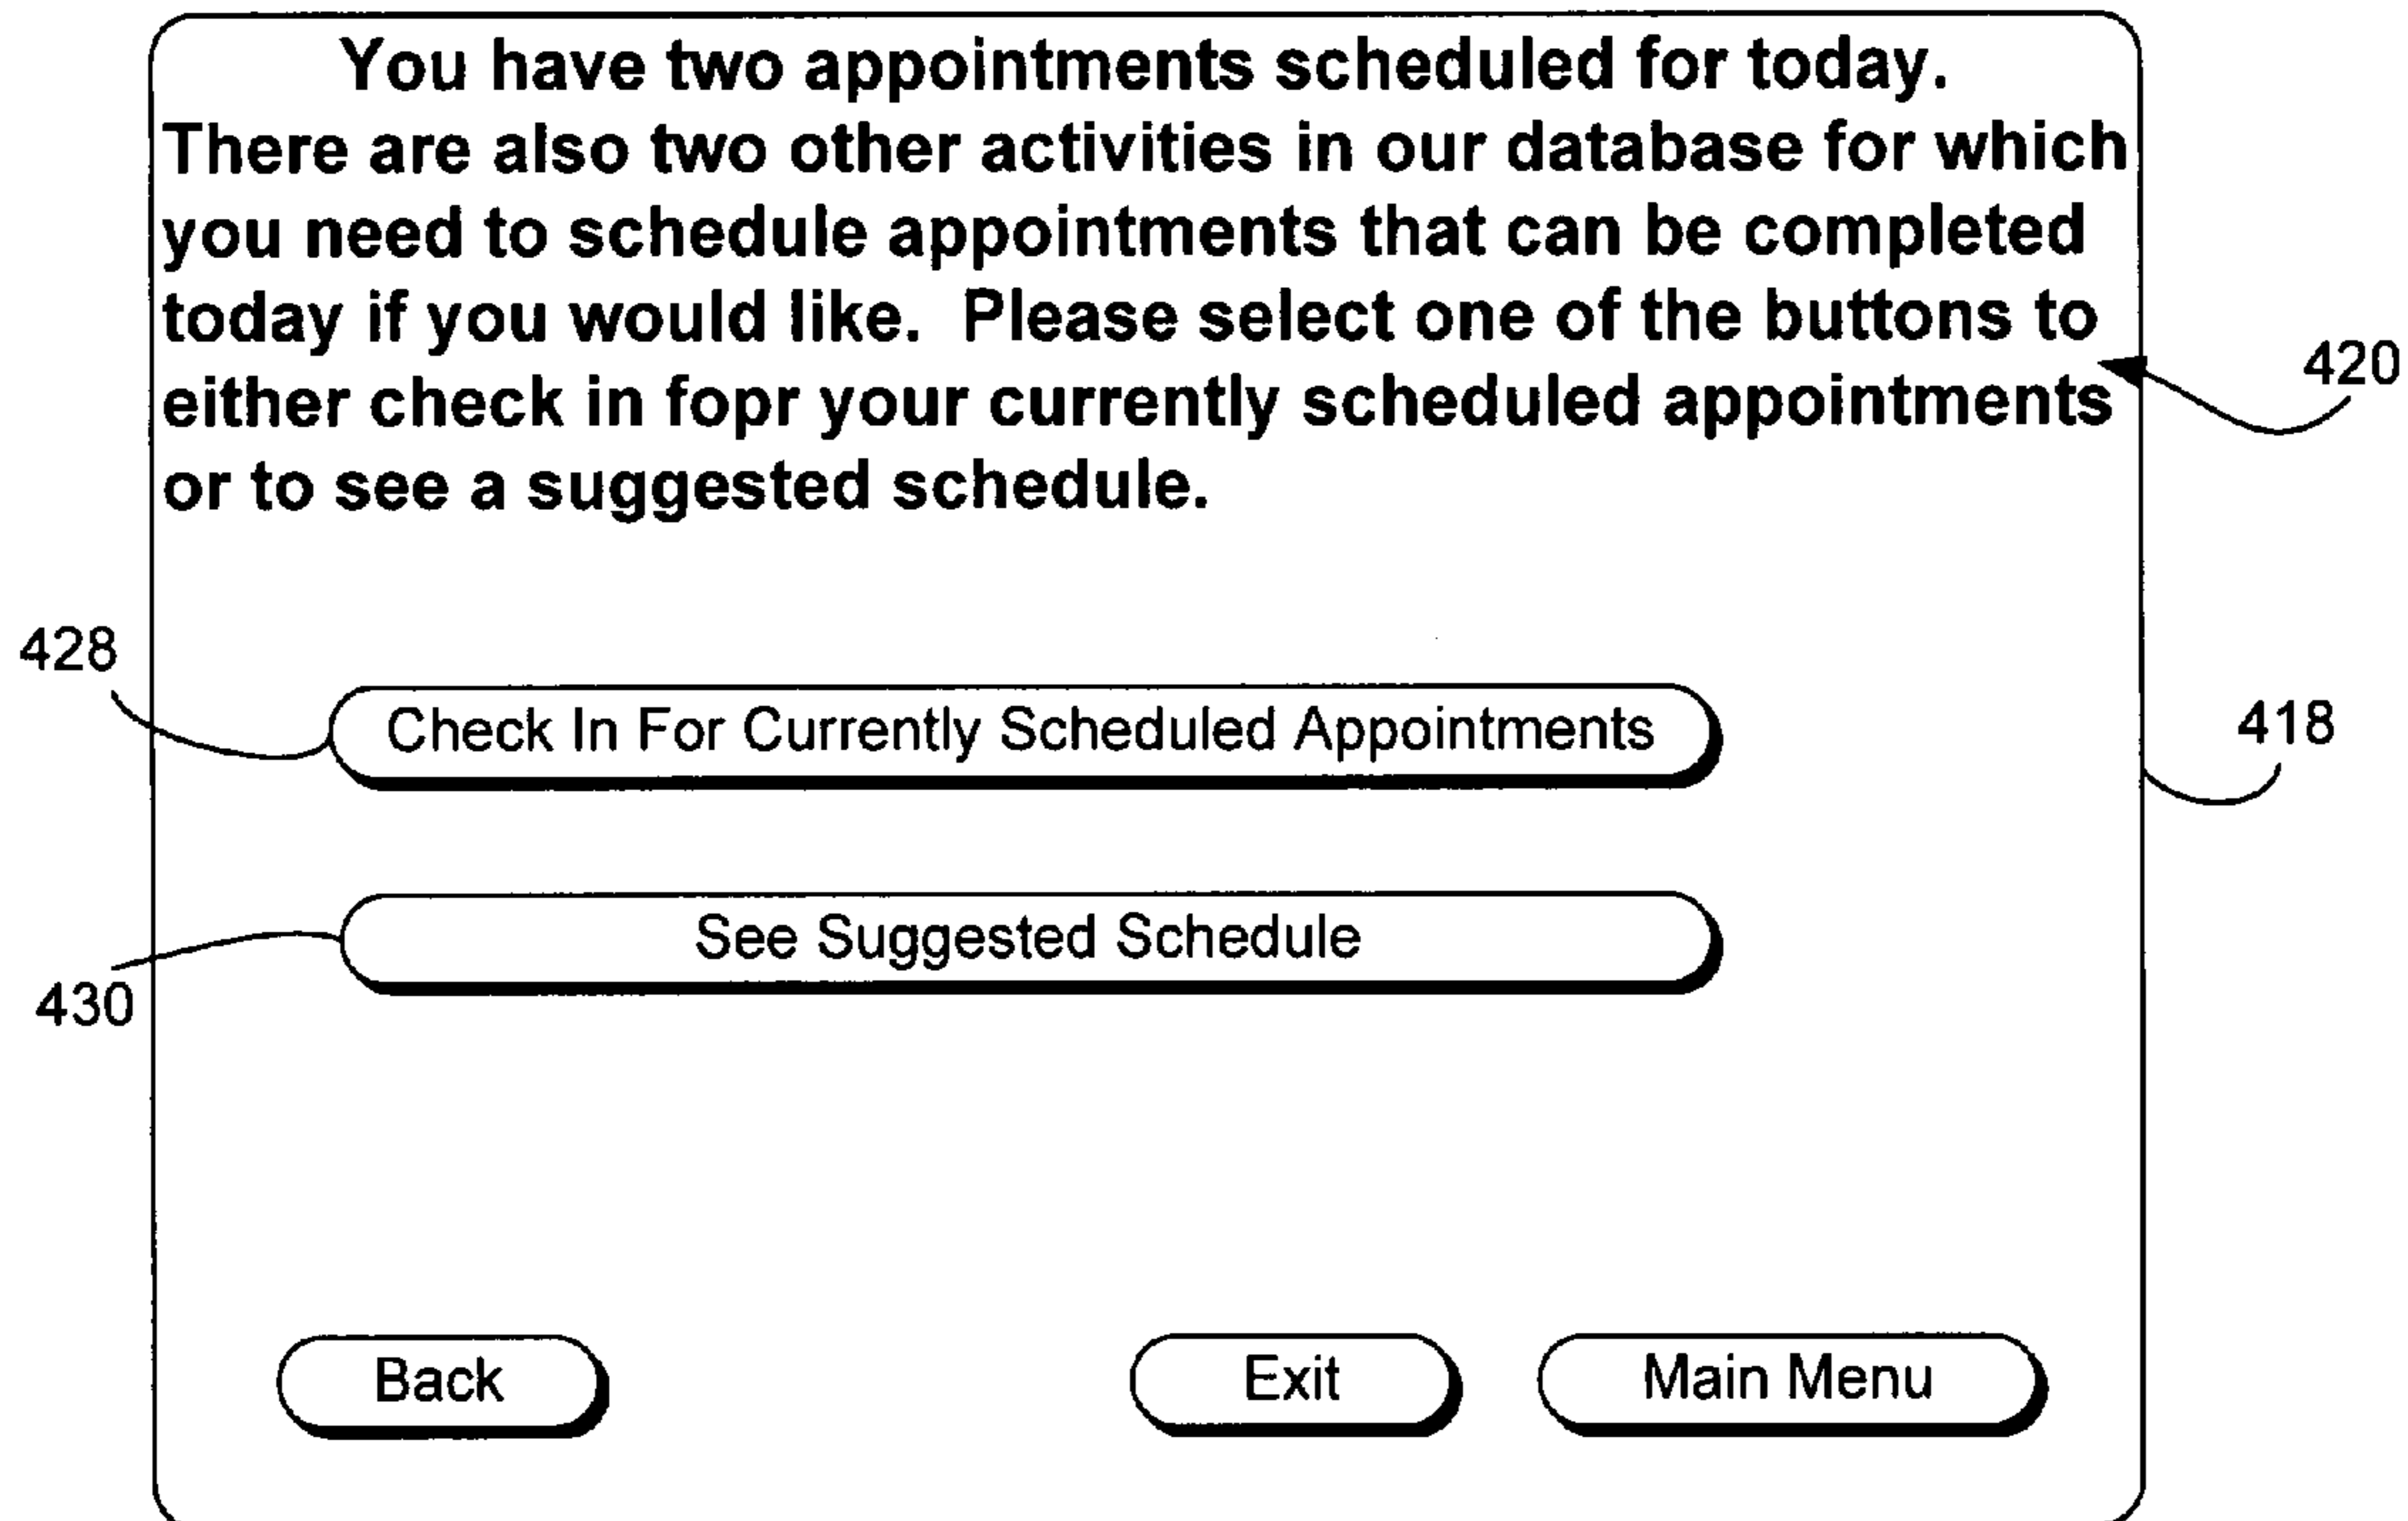 You have two appointments scheduled for today.
There are also two other activities in our database for which
you need to schedule appointments that can be completed
today if you would like. Please select one of the buttons to
either check in fopr your currently scheduled appointments
or to see a suggested schedule.
420
428
Check In For Currently Scheduled Appointments
418
See Suggested Schedule
430
Back
Exit
Main Menu